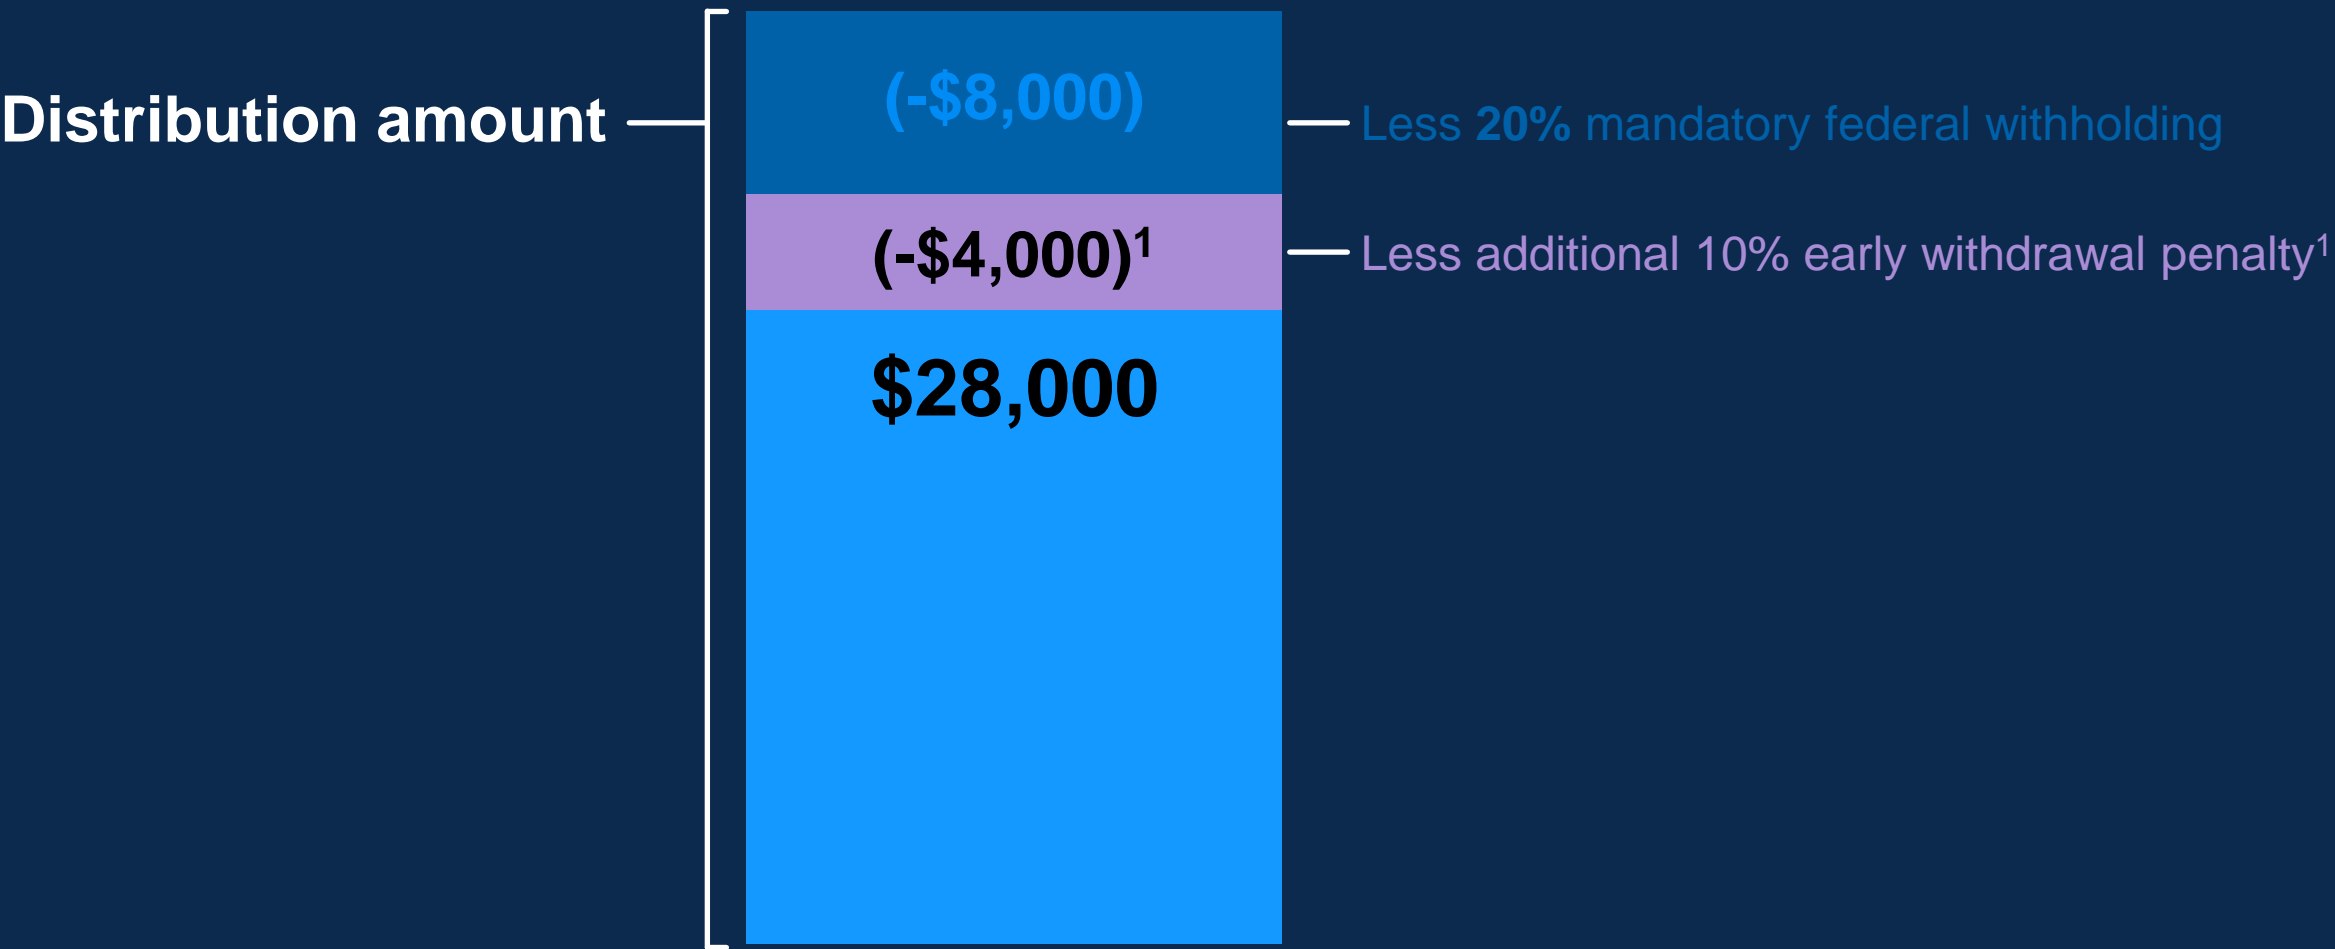 (-$8,000)
Distribution amount
Less 20% mandatory federal withholding
(-$4,000)¹
Less additional 10% early withdrawal penalty¹
$28,000